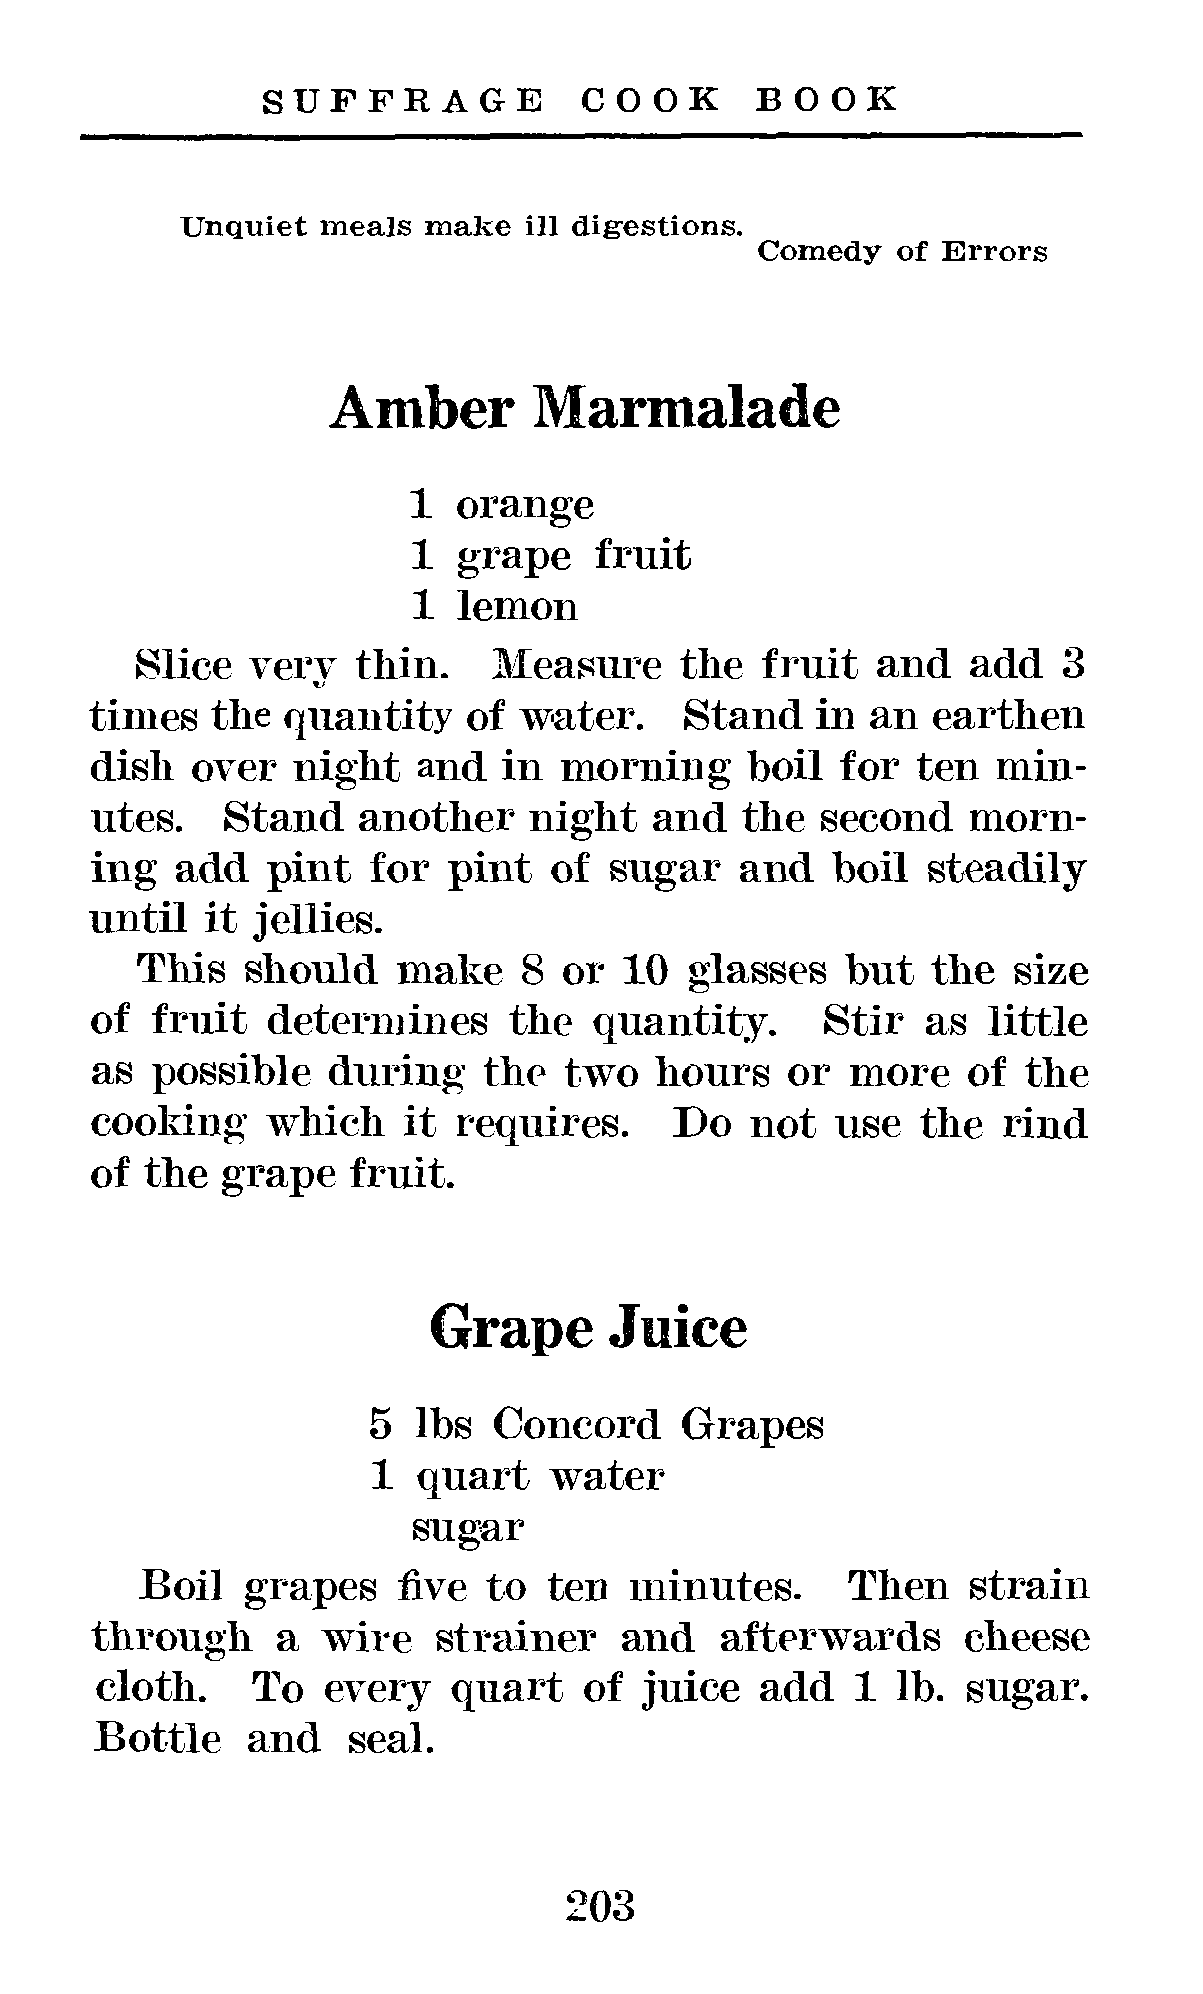 SUFFRAGE COOK BOOK
Unquiet meals make ill digestions.
Comedy of Errors
Amber Marmalade
1 orange
1 grape fruit
1 lemon
Slice very thin. Measure the fruit and add 3
times the quantity of water. Stand in an earthen
dish over night and in morning boil for ten min-
utes. Stand another night and the second morn-
ing add pint for pint of sugar and boil steadily
until it jellies.
This should make 8 or 10 glasses but the size
of fruit determines the quantity. Stir as little
as possible during the two hours or more of the
cooking which it requires. Do not use the rind
of the grape fruit.
Grape Juice
5 lbs Concord Grapes
1 quart water
sugar
Boil grapes five to ten minutes. Then strain
through a wire strainer and afterwards cheese
cloth. To every quart of juice add 1 lb. sugar.
Bottle and seal.
203